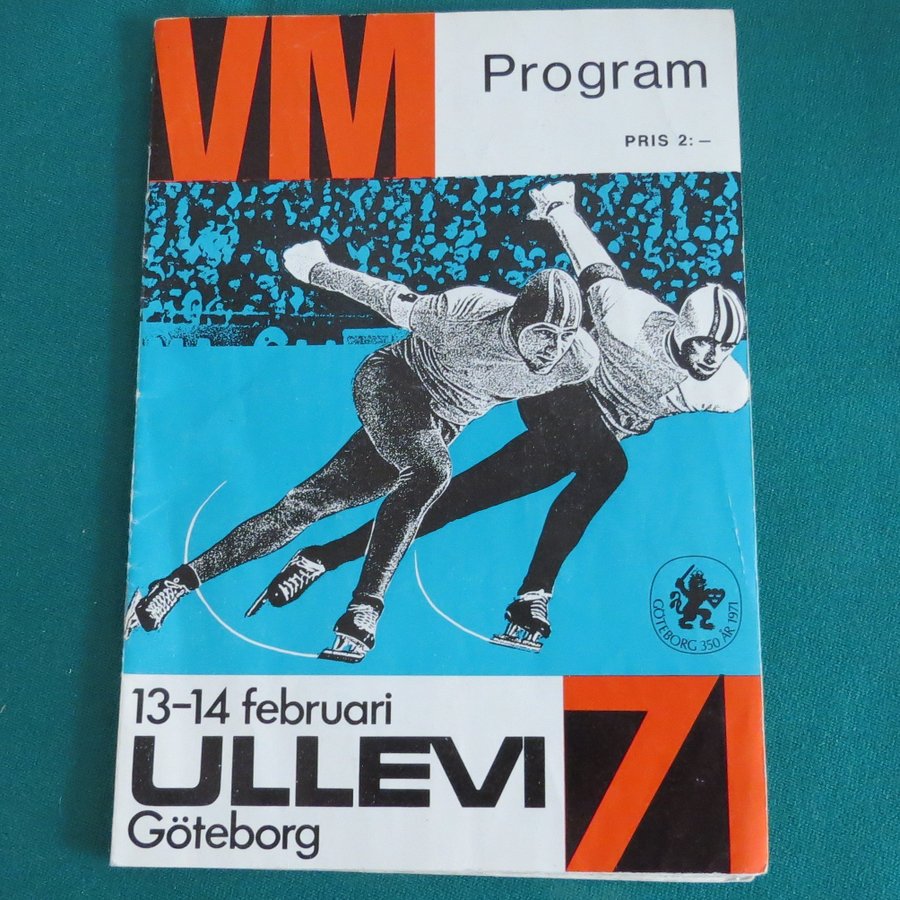 VM
Program
PRIS 2:—
GÖTEBORG 350 ÅR 1971
13–14 februari
ULLEVI
Göteborg
71